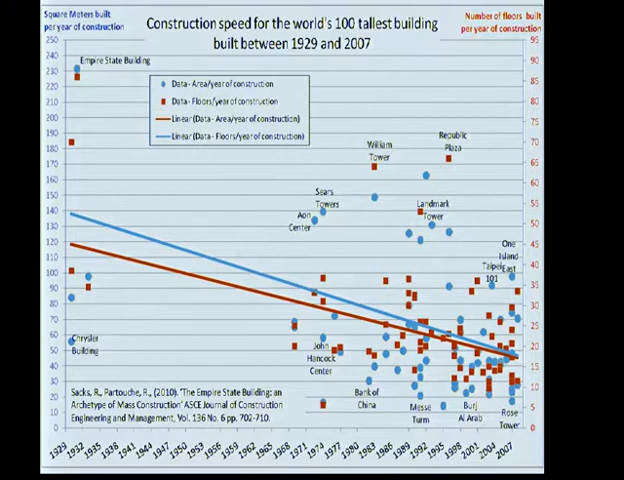 Square Meters built
per year of construction
Construction speed for the world's 100 tallest building
built between 1929 and 2007
Number of floors built
per year of construction
250
240
230
220
210
200
190
180
170
160
150
140
130
120
110
100
90
80
70
60
50
40
30
20
10
0
95
90
85
80
75
70
65
60
55
50
45
40
35
30
25
20
15
10
5
0
Empire State Building
Data - Area/year of construction
Data - Floors/year of construction
Linear (Data - Area/year of construction)
Linear (Data - Floors/year of construction)
William
Tower
Republic
Plaza
Sears
Towers
Aon
Center
Landmark
Tower
One
Island
East
Taipei
101
Chrysler
Building
John
Hancock
Center
Bank of
China
Messe
Turm
Burj
Al Arab
Rose
Tower
Sacks, R., Partouche, R., (2010). "The Empire State Building: an
Archetype of Mass Construction" ASCE Journal of Construction
Engineering and Management, Vol. 136 No. 6 pp. 702-710.
1929 1932 1935 1938 1941 1944 1947 1950 1953 1956 1959 1962 1965 1968 1971 1974 1977 1980 1983 1986 1989 1992 1995 1998 2001 2004 2007